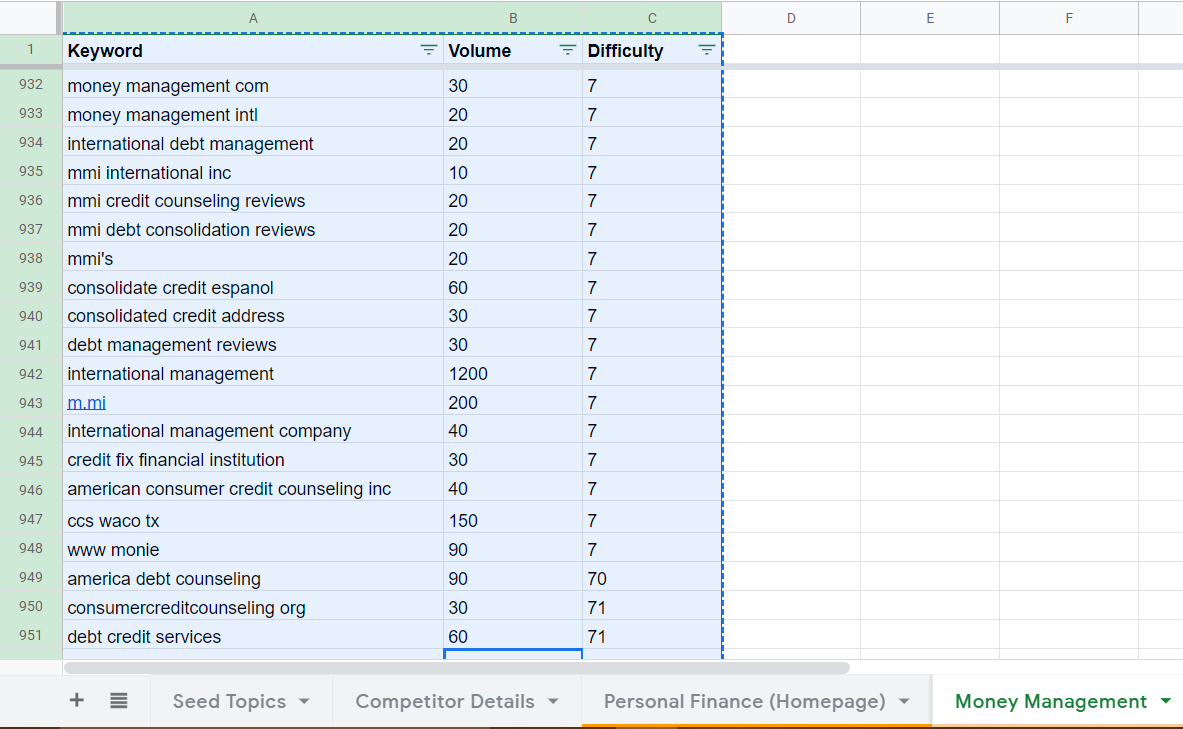 A B C D E F
1 Keyword Volume Difficulty
932 money management com 30 7
933 money management intl 20 7
934 international debt management 20 7
935 mmi international inc 10 7
936 mmi credit counseling reviews 20 7
937 mmi debt consolidation reviews 20 7
938 mmi's 20 7
939 consolidate credit espanol 60 7
940 consolidated credit address 30 7
941 debt management reviews 30 7
942 international management 1200 7
943 m.mi 200 7
944 international management company 40 7
945 credit fix financial institution 30 7
946 american consumer credit counseling inc 40 7
947 ccs waco tx 150 7
948 www monie 90 7
949 america debt counseling 90 70
950 consumercreditcounseling org 30 71
951 debt credit services 60 71
+ Seed Topics Competitor Details Personal Finance (Homepage) Money Management